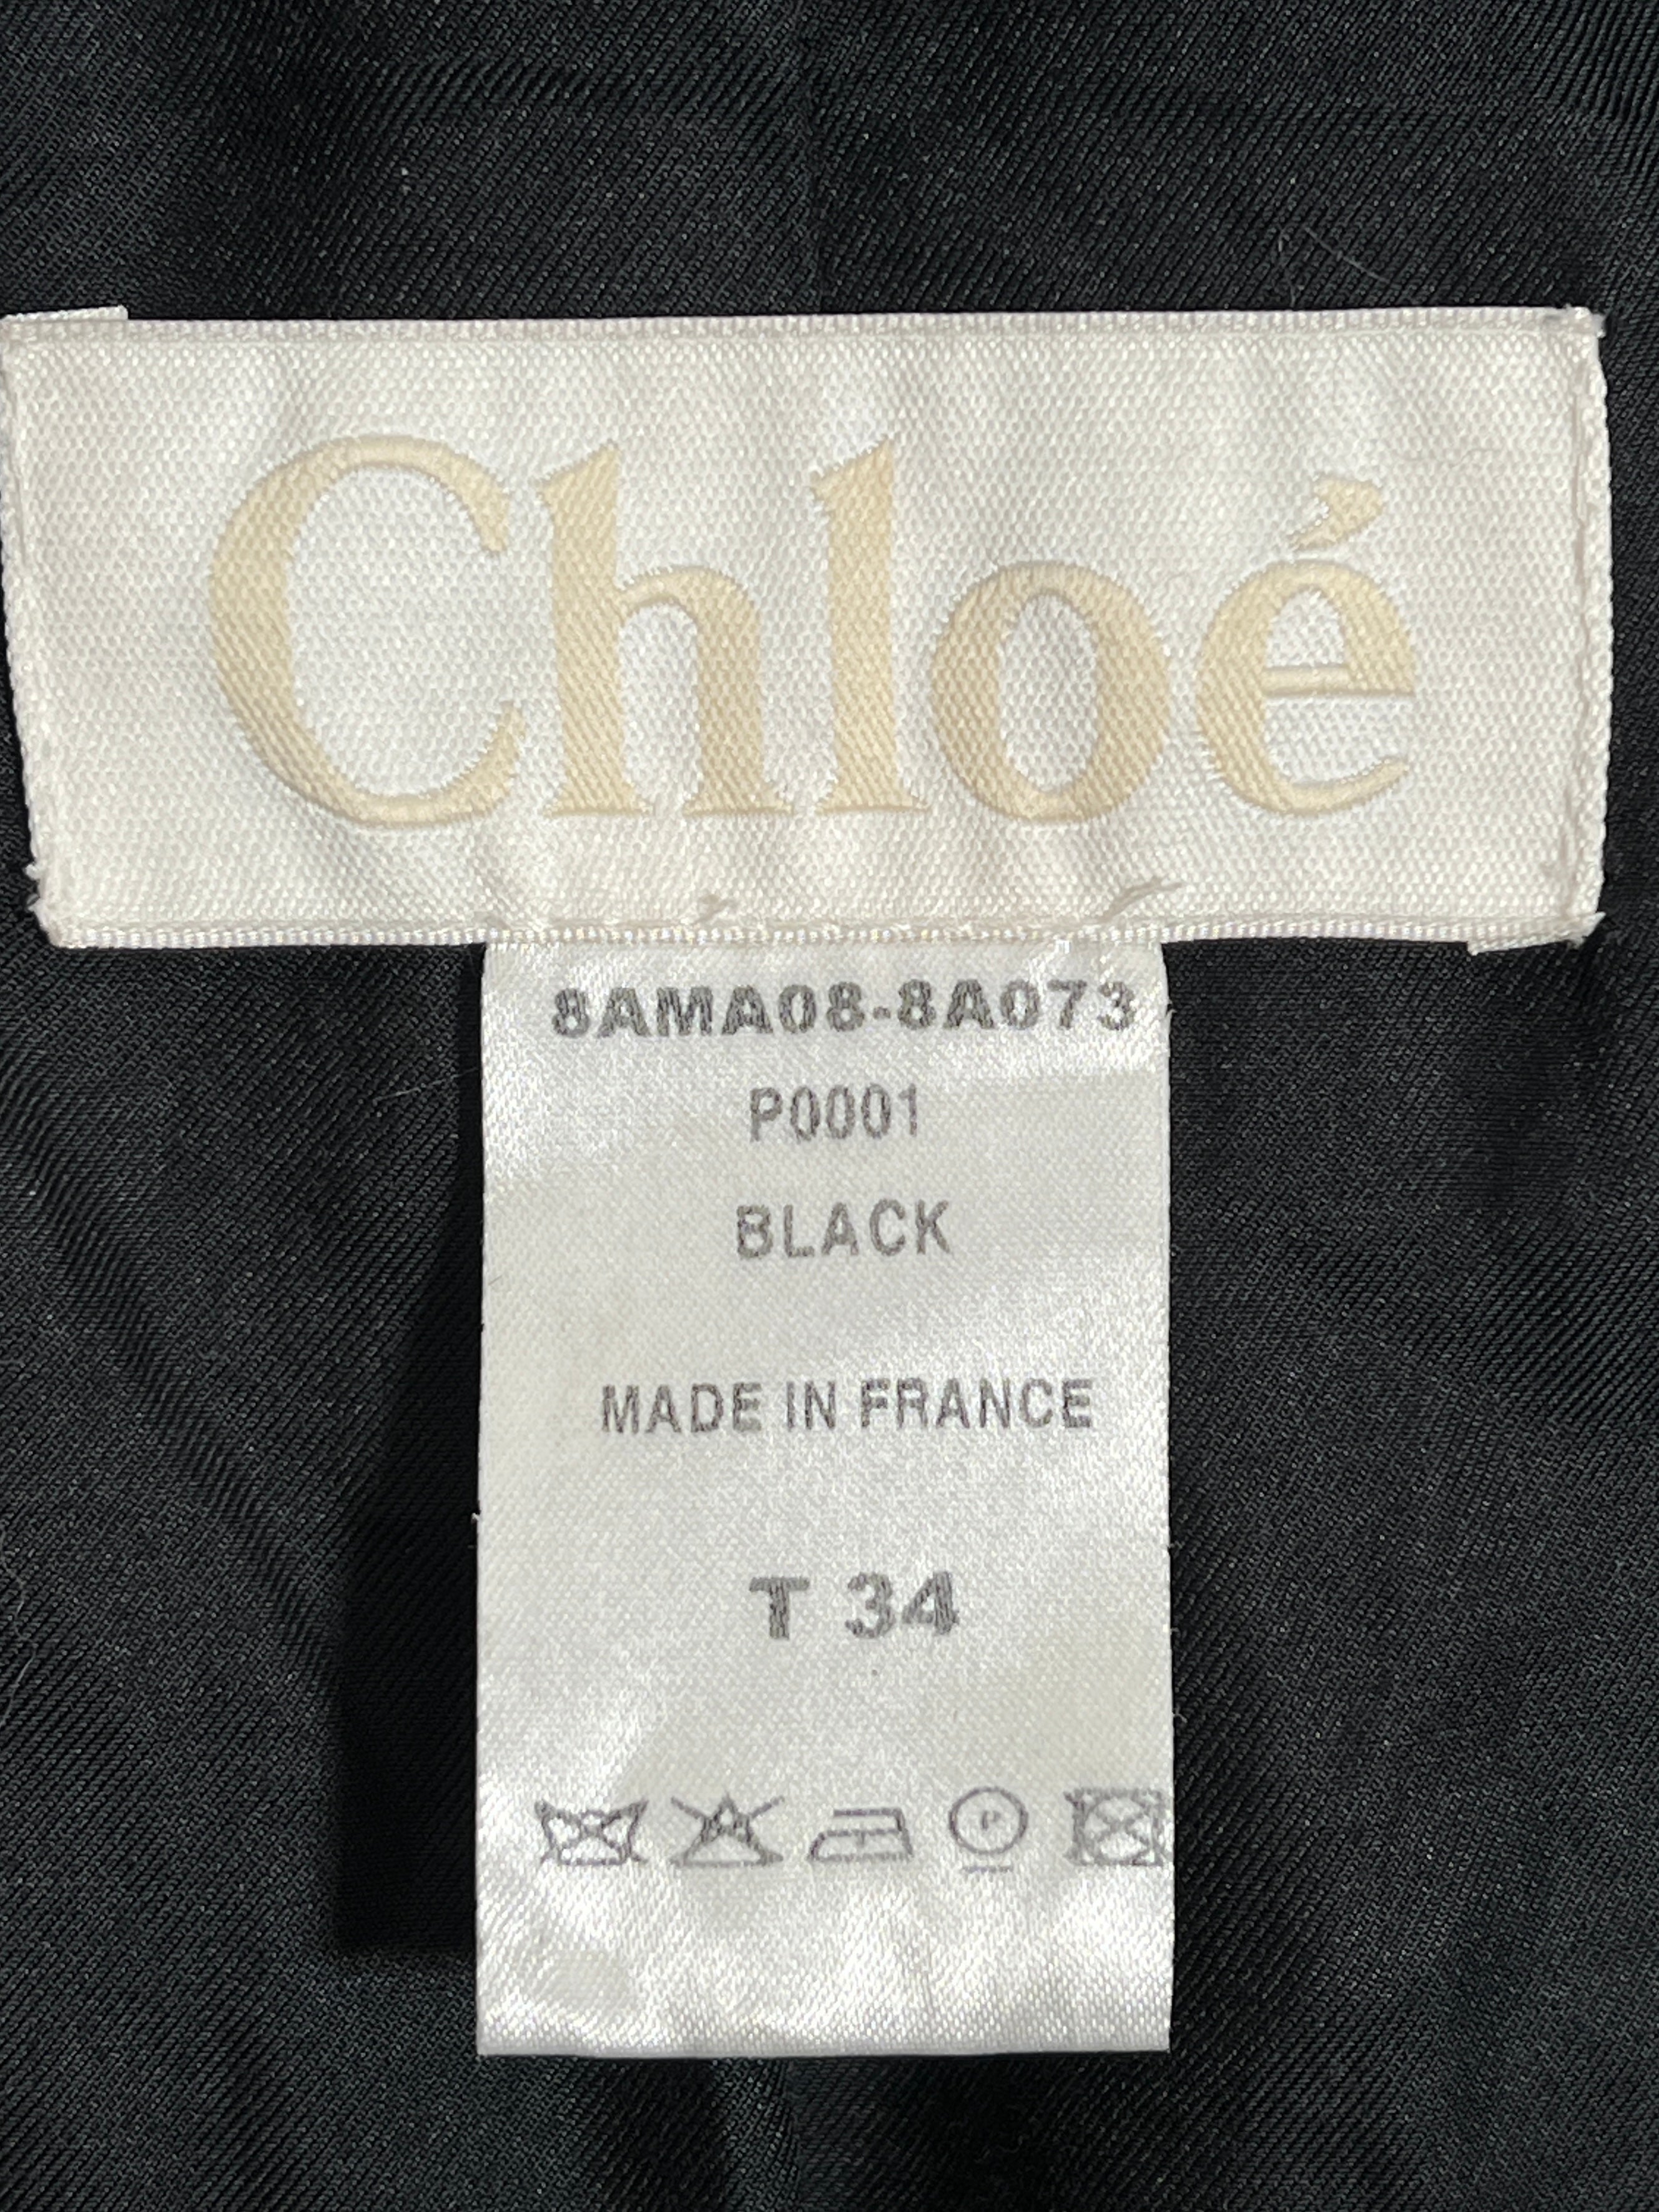 Chloé
8AMA08-8A073
P0001
BLACK
MADE IN FRANCE
T 34
P